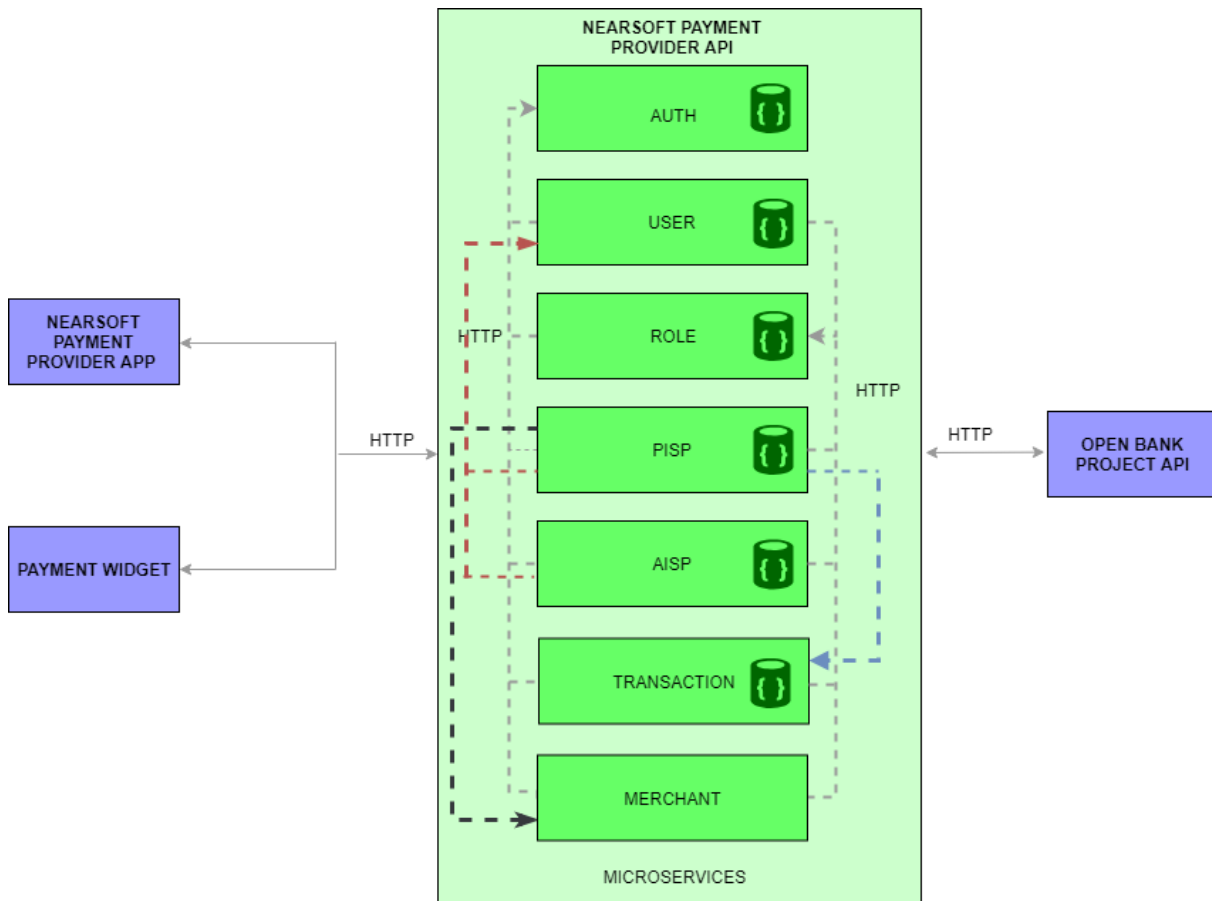 NEARSOFT PAYMENT
PROVIDER API
AUTH
{ }
USER
{ }
NEARSOFT
PAYMENT
PROVIDER APP
HTTP
ROLE
{ }
HTTP
HTTP
PISP
{ }
HTTP
OPEN BANK
PROJECT API
PAYMENT WIDGET
AISP
{ }
TRANSACTION
{ }
MERCHANT
MICROSERVICES